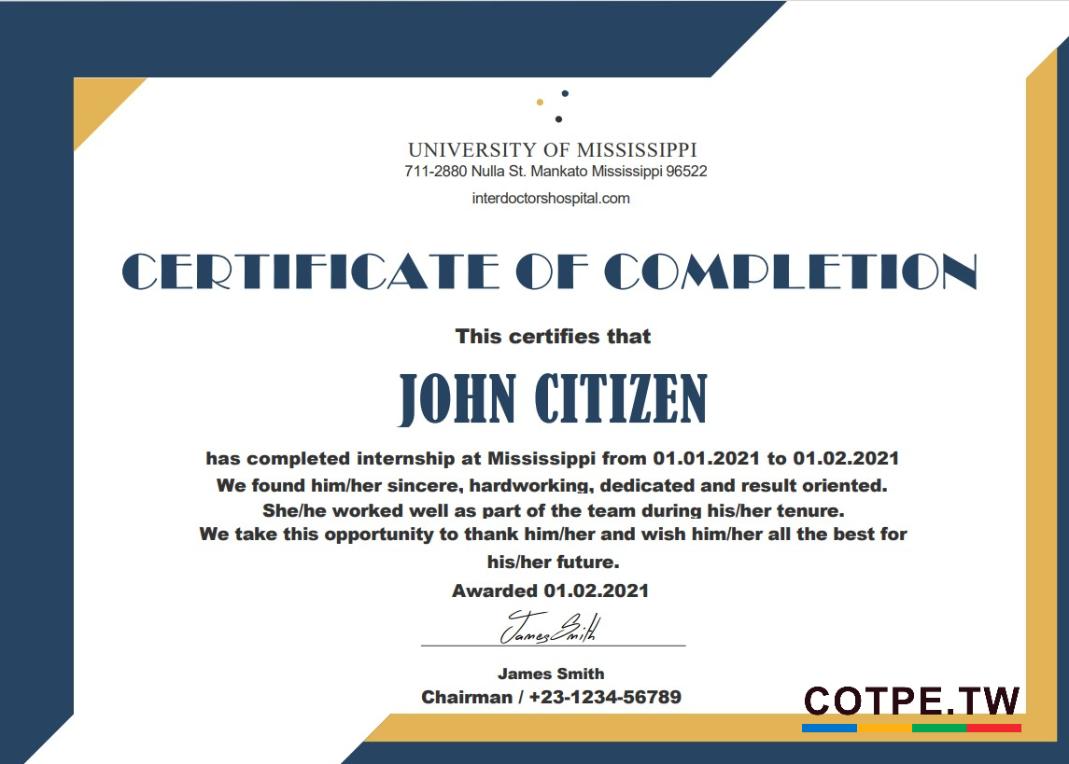 UNIVERSITY OF MISSISSIPPI
711-2880 Nulla St. Mankato Mississippi 96522
interdoctorshospital.com
CERTIFICATE OF COMPLETION
This certifies that
JOHN CITIZEN
has completed internship at Mississippi from 01.01.2021 to 01.02.2021
We found him/her sincere, hardworking, dedicated and result oriented.
She/he worked well as part of the team during his/her tenure.
We take this opportunity to thank him/her and wish him/her all the best for
his/her future.
Awarded 01.02.2021
James Smith
James Smith
Chairman / +23-1234-56789
COTPE.TW